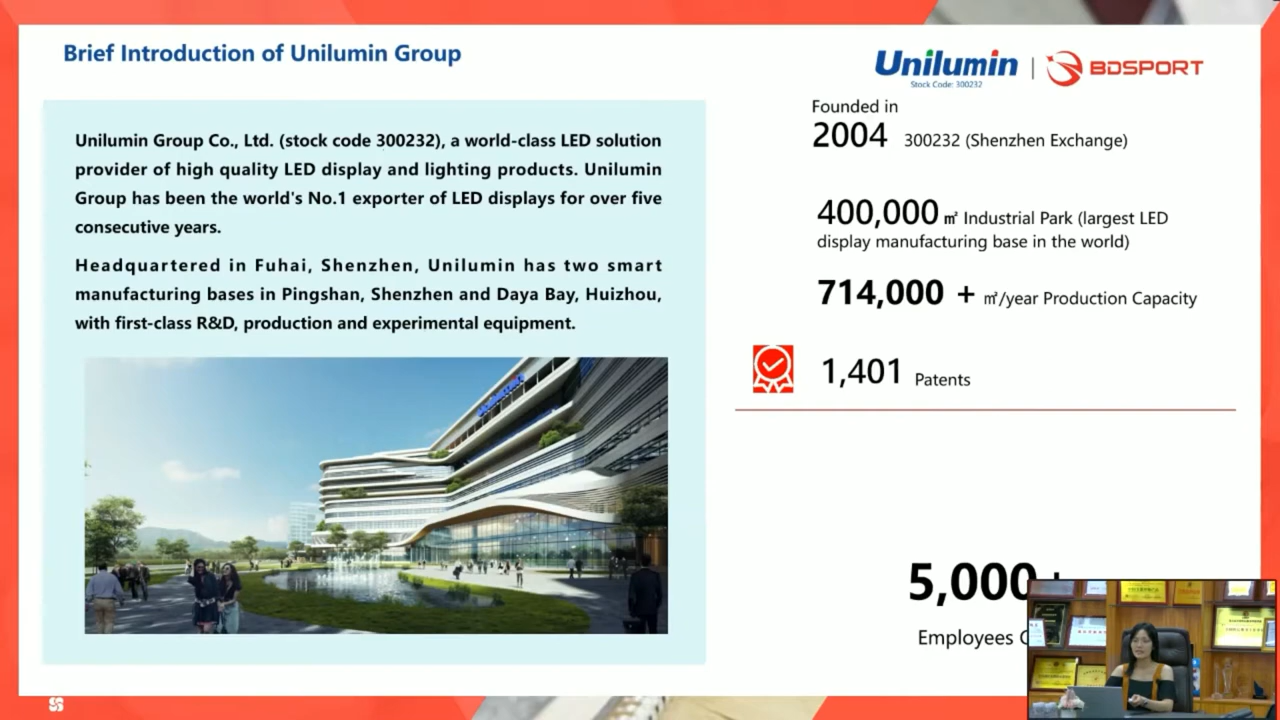 Brief Introduction of Unilumin Group
Unilumin
Stock Code: 300232
BDSPORT
Unilumin Group Co., Ltd. (stock code 300232), a world-class LED solution
provider of high quality LED display and lighting products. Unilumin
Group has been the world's No.1 exporter of LED displays for over five
consecutive years.
Headquartered in Fuhai, Shenzhen, Unilumin has two smart
manufacturing bases in Pingshan, Shenzhen and Daya Bay, Huizhou,
with first-class R&D, production and experimental equipment.
Founded in
2004 300232 (Shenzhen Exchange)
400,000 ㎡ Industrial Park (largest LED
display manufacturing base in the world)
714,000 + ㎡/year Production Capacity
1,401 Patents
5,000+
Employees